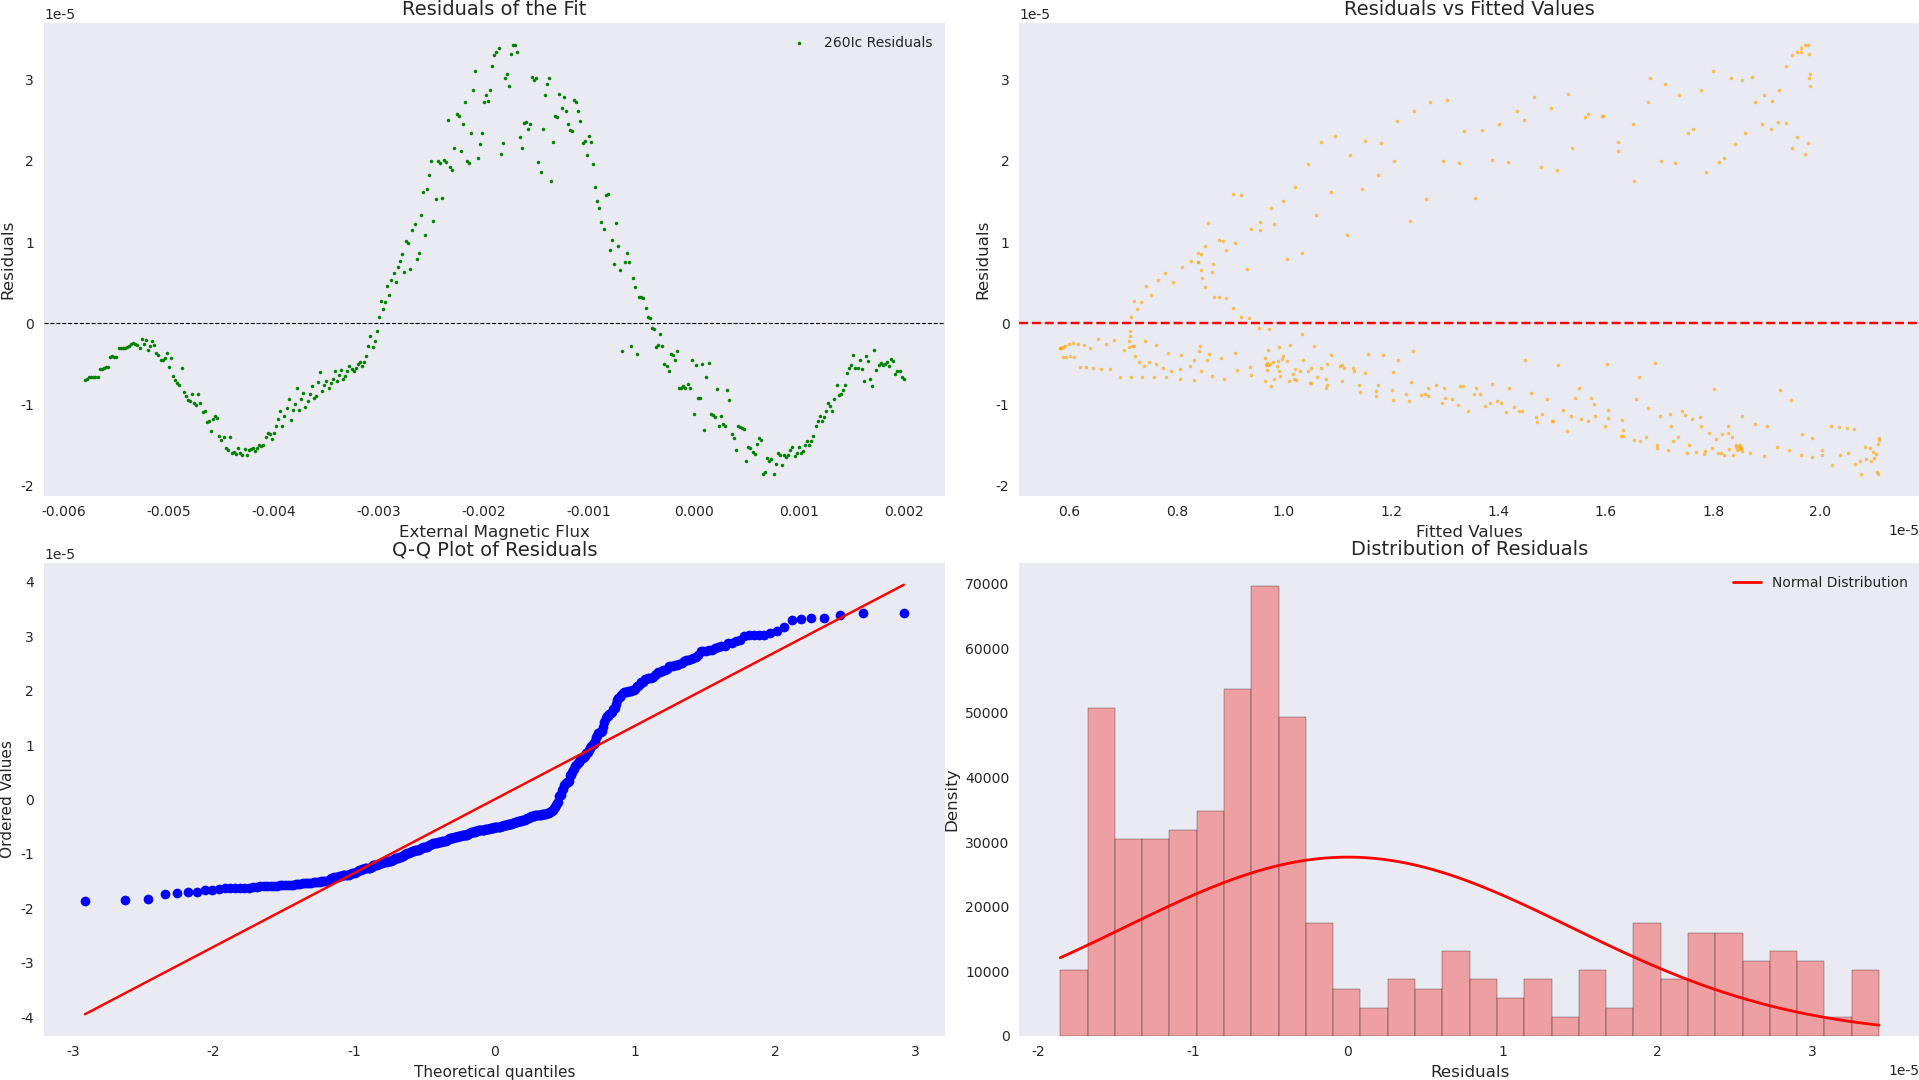 Residuals of the Fit
1e-5
260Ic Residuals
Residuals
3
2
1
0
-1
-2
-0.006 -0.005 -0.004 -0.003 -0.002 -0.001 0.000 0.001 0.002
External Magnetic Flux
Residuals vs Fitted Values
1e-5
Residuals
3
2
1
0
-1
-2
0.6 0.8 1.0 1.2 1.4 1.6 1.8 2.0
1e-5
Fitted Values
Q-Q Plot of Residuals
1e-5
Ordered Values
4
3
2
1
0
-1
-2
-3
-4
-3 -2 -1 0 1 2 3
Theoretical quantiles
Distribution of Residuals
Normal Distribution
Density
70000
60000
50000
40000
30000
20000
10000
0
-2 -1 0 1 2 3
1e-5
Residuals